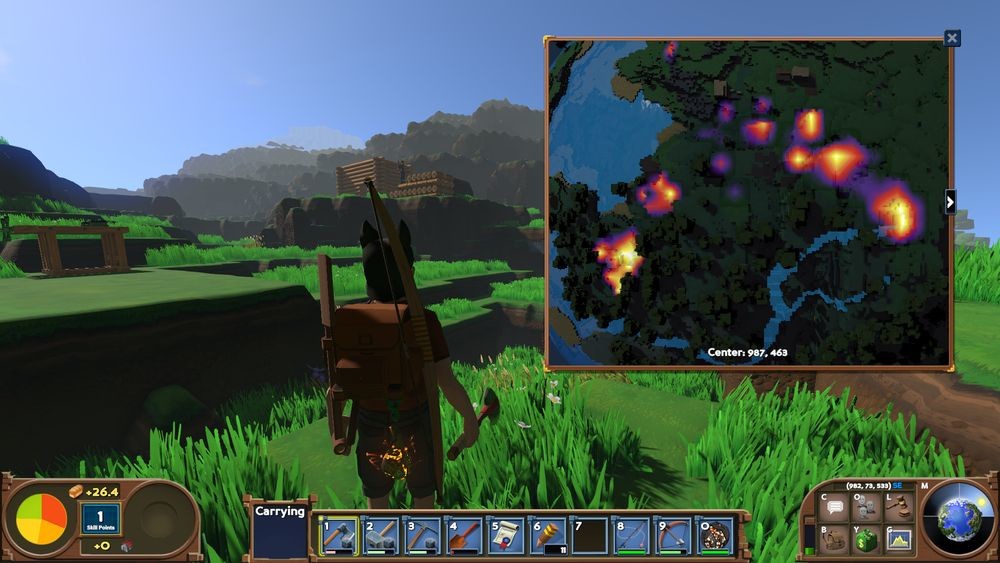 Center: 987, 463
+26.4
1
Skill Points
+0
Carrying
1
2
3
4
5
6
11
7
8
9
0
(982, 73, 533) SE
M
C
O
L
B
Y
G